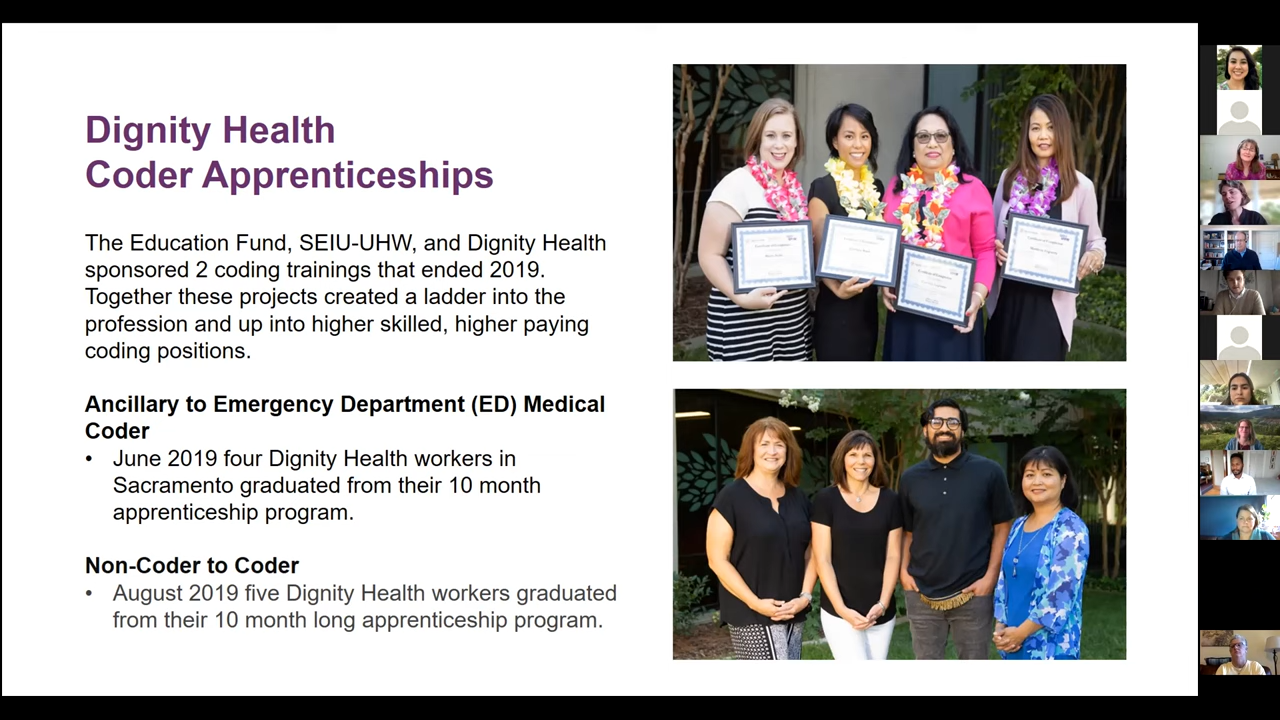 Dignity Health
Coder Apprenticeships
The Education Fund, SEIU-UHW, and Dignity Health
sponsored 2 coding trainings that ended 2019.
Together these projects created a ladder into the
profession and up into higher skilled, higher paying
coding positions.
Ancillary to Emergency Department (ED) Medical
Coder
• June 2019 four Dignity Health workers in
Sacramento graduated from their 10 month
apprenticeship program.
Non-Coder to Coder
• August 2019 five Dignity Health workers graduated
from their 10 month long apprenticeship program.